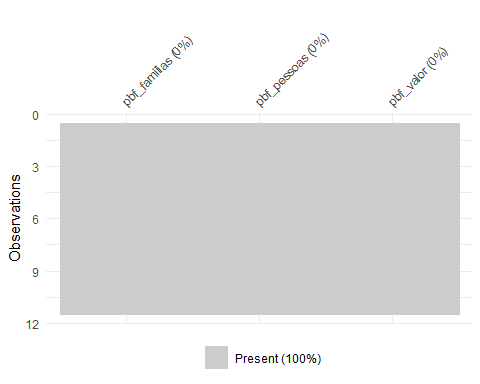 pbf_familias (0%)
pbf_pessoas (0%)
pbf_valor (0%)
0
3
6
9
12
Observations
Present (100%)